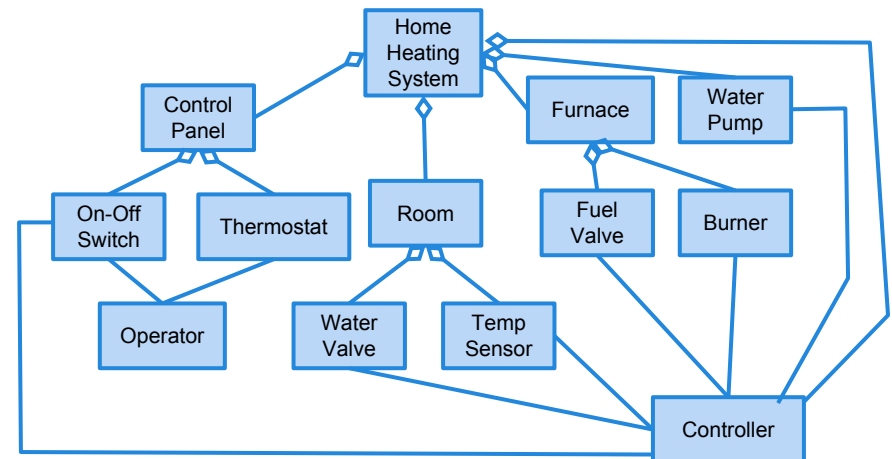 Home
Heating
System
Control
Panel
Furnace
Water
Pump
On-Off
Switch
Thermostat
Room
Fuel
Valve
Burner
Operator
Water
Valve
Temp
Sensor
Controller